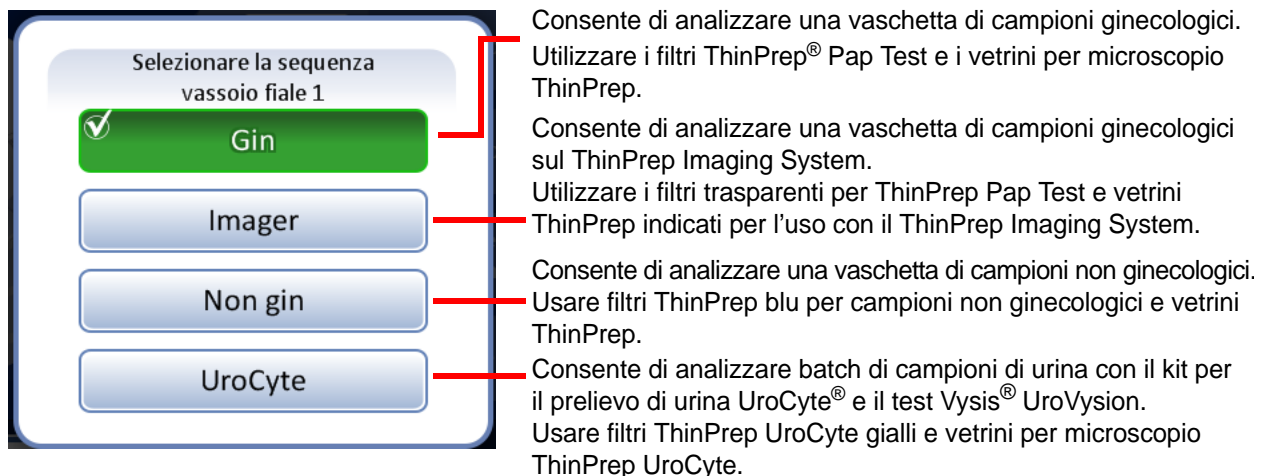 Selezionare la sequenza
vassoio fiale 1
Gin
Imager
Non gin
UroCyte
Consente di analizzare una vaschetta di campioni ginecologici.
Utilizzare i filtri ThinPrep® Pap Test e i vetrini per microscopio
ThinPrep.
Consente di analizzare una vaschetta di campioni ginecologici
sul ThinPrep Imaging System.
Utilizzare i filtri trasparenti per ThinPrep Pap Test e vetrini
ThinPrep indicati per l'uso con il ThinPrep Imaging System.
Consente di analizzare una vaschetta di campioni non ginecologici.
Usare filtri ThinPrep blu per campioni non ginecologici e vetrini
ThinPrep.
Consente di analizzare batch di campioni di urina con il kit per
il prelievo di urina UroCyte® e il test Vysis® UroVysion.
Usare filtri ThinPrep UroCyte gialli e vetrini per microscopio
ThinPrep UroCyte.